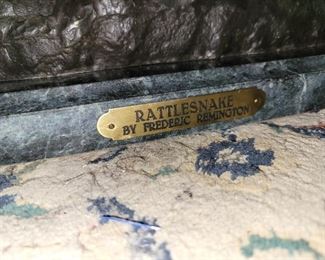 RATTLESNAKE
BY FREDERIC REMINGTON